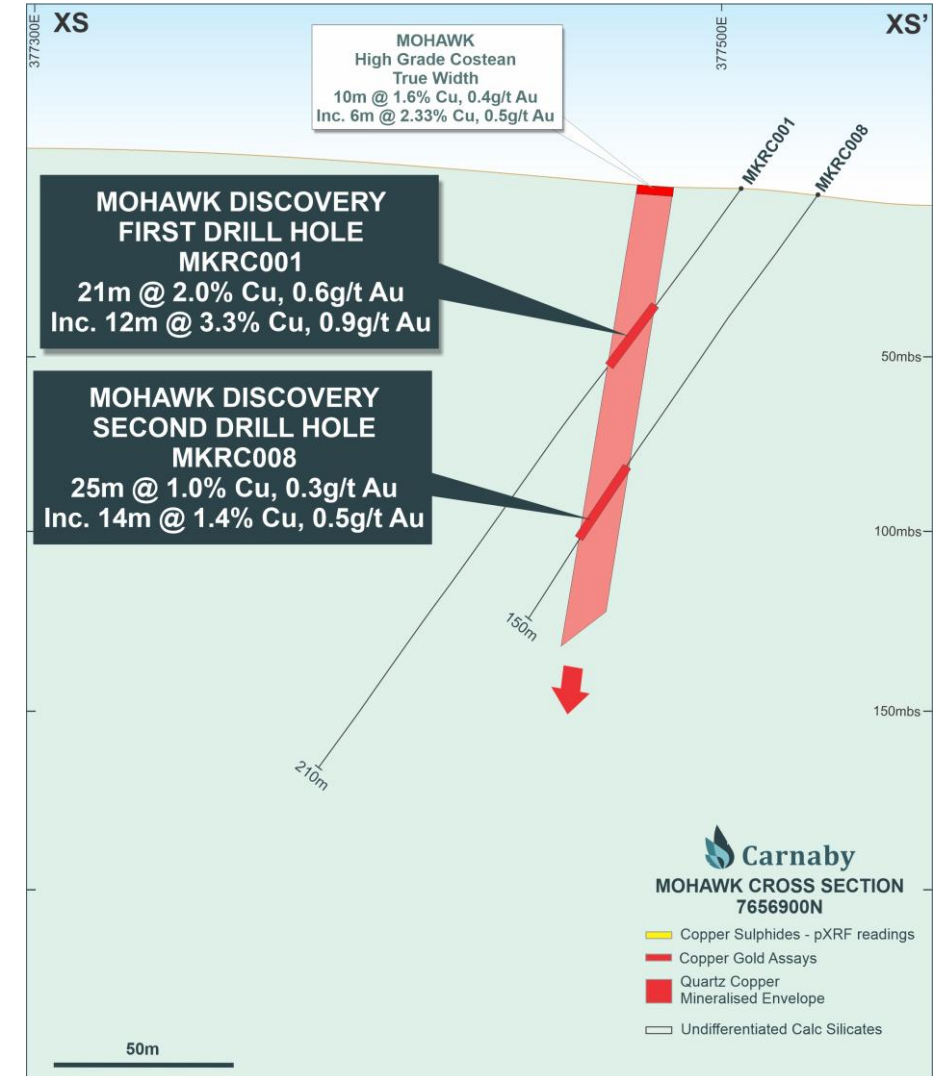 XS
XS'
377300E
377500E
MOHAWK
High Grade Costean
True Width
10m @ 1.6% Cu, 0.4g/t Au
Inc. 6m @ 2.33% Cu, 0.5g/t Au
MKRC001
MKRC008
MOHAWK DISCOVERY
FIRST DRILL HOLE
MKRC001
21m @ 2.0% Cu, 0.6g/t Au
Inc. 12m @ 3.3% Cu, 0.9g/t Au
50mbs
MOHAWK DISCOVERY
SECOND DRILL HOLE
MKRC008
25m @ 1.0% Cu, 0.3g/t Au
Inc. 14m @ 1.4% Cu, 0.5g/t Au
100mbs
150m
150mbs
210m
Carnaby
MOHAWK CROSS SECTION
7656900N
Copper Sulphides - pXRF readings
Copper Gold Assays
Quartz Copper
Mineralised Envelope
Undifferentiated Calc Silicates
50m